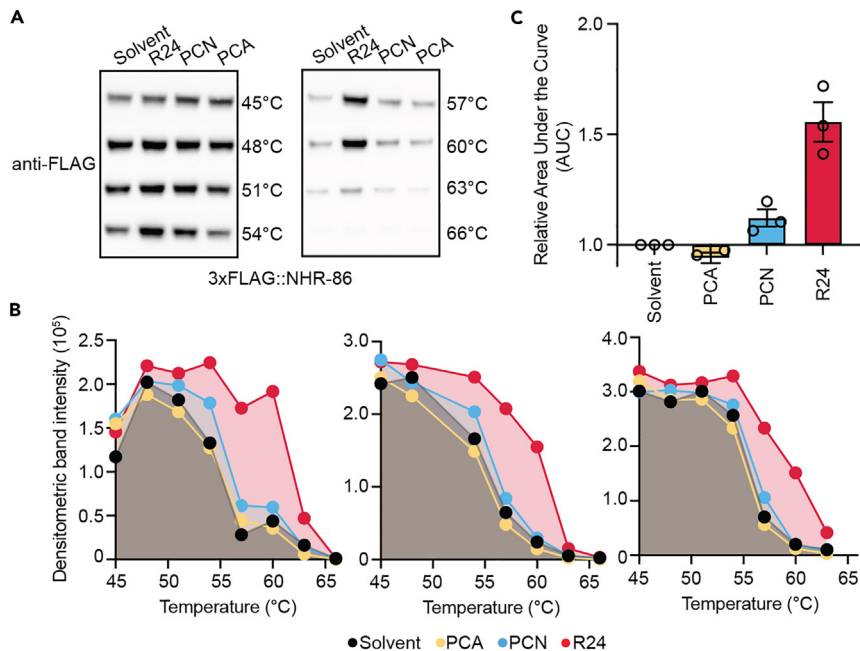 A
Solvent
R24
PCN
PCA
Solvent
R24
PCN
PCA
anti-FLAG
45°C
48°C
51°C
54°C
57°C
60°C
63°C
66°C
3xFLAG::NHR-86
C
Relative Area Under the Curve
(AUC)
2.0
1.5
1.0
Solvent
PCA
PCN
R24
B
Densitometric band intensity (10⁵)
2.5
2.0
1.5
1.0
0.5
0
45 50 55 60 65
Temperature (°C)
3.0
2.0
1.0
0
45 50 55 60 65
Temperature (°C)
4.0
3.0
2.0
1.0
0
45 50 55 60 65
Temperature (°C)
Solvent PCA PCN R24